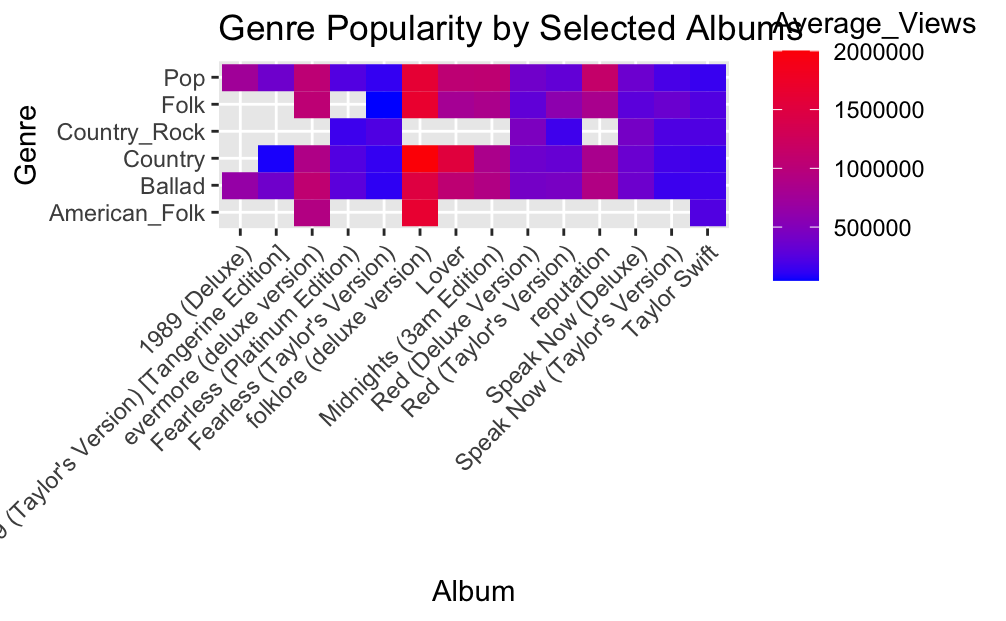 Genre Popularity by Selected Albums
Average_Views
2000000
1500000
1000000
500000
Genre
Pop
Folk
Country_Rock
Country
Ballad
American_Folk
1989 (Deluxe)
(Taylor's Version) [Tangerine Edition]
evermore (deluxe version)
Fearless (Platinum Edition)
Fearless (Taylor's Version)
folklore (deluxe version)
Lover
Midnights (3am Edition)
Red (Deluxe Version)
Red (Taylor's Version)
reputation
Speak Now (Deluxe)
Speak Now (Taylor's Version)
Taylor Swift
Album